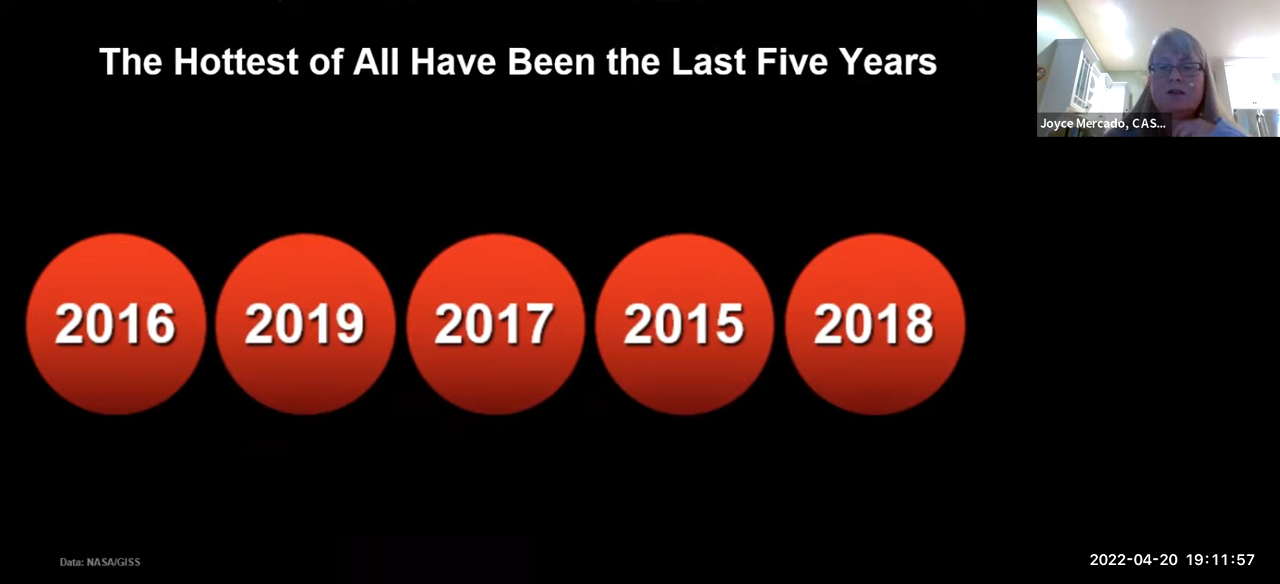 The Hottest of All Have Been the Last Five Years
Joyce Mercado, CAS...
2016 2019 2017 2015 2018
Data: NASA/GISS
2022-04-20 19:11:57